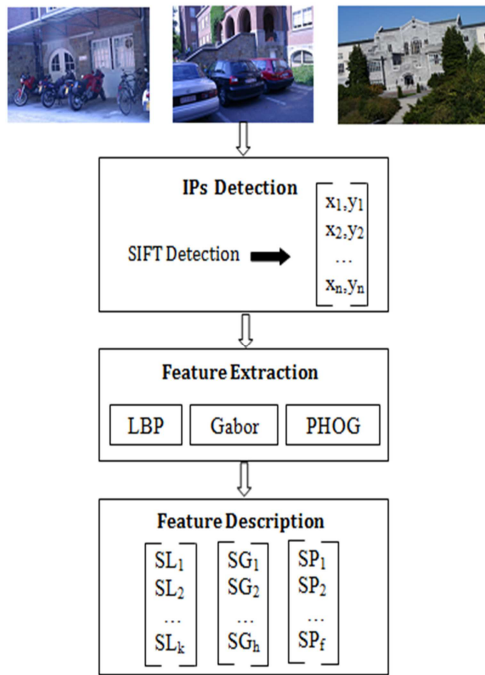 IPs Detection
SIFT Detection
x₁,y₁
x₂,y₂
...
xₙ,yₙ
Feature Extraction
LBP Gabor PHOG
Feature Description
SL₁ SG₁ SP₁
SL₂ SG₂ SP₂
... ... ...
SLₖ SGₕ SP_f